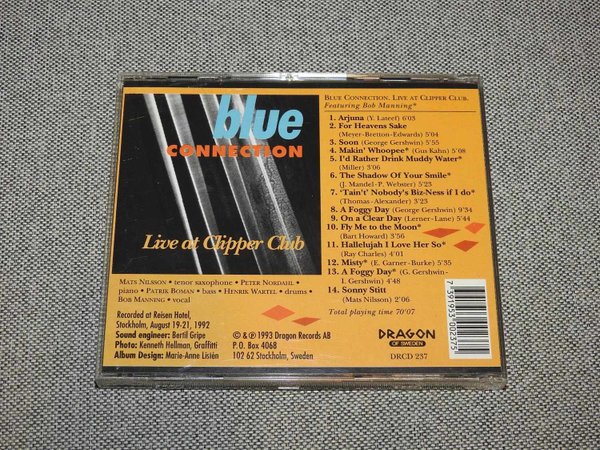 blue
CONNECTION
Live at Clipper Club
MATS NILSSON • tenor saxophone • PETER NORDAHL •
piano • PATRIK BOMAN • bass • HENRIK WARTEL • drums •
BOB MANNING • vocal
Recorded at Reisen Hotel,
Stockholm, August 19-21, 1992
Sound engineer: Bertil Gripe
Photo: Kenneth Hellman, Graffitti
Album Design: Marie-Anne Lisién
© & ℗ 1993 Dragon Records AB
P.O. Box 4068
102 62 Stockholm, Sweden
BLUE CONNECTION. LIVE AT CLIPPER CLUB.
Featuring Bob Manning*
1. Arjuna (Y. Lateef) 6'03
2. For Heavens Sake
(Meyer-Bretton-Edwards) 5'04
3. Soon (George Gershwin) 5'55
4. Makin' Whoopee* (Gus Kahn) 5'08
5. I'd Rather Drink Muddy Water*
(Miller) 3'06
6. The Shadow Of Your Smile*
(J. Mandel-P. Webster) 5'23
7. 'Tain't' Nobody's Biz-Ness if I do*
(Thomas-Alexander) 3'23
8. A Foggy Day (George Gershwin) 9'34
9. On a Clear Day (Lerner-Lane) 5'44
10. Fly Me to the Moon*
(Bart Howard) 3'56
11. Hallelujah I Love Her So*
(Ray Charles) 4'01
12. Misty* (E. Garner-Burke) 5'35
13. A Foggy Day* (G. Gershwin-
I. Gershwin) 4'48
14. Sonny Stitt
(Mats Nilsson) 2'06
Total playing time 70'07
DRAGON
OF SWEDEN
DRCD 237
7 391953 002375